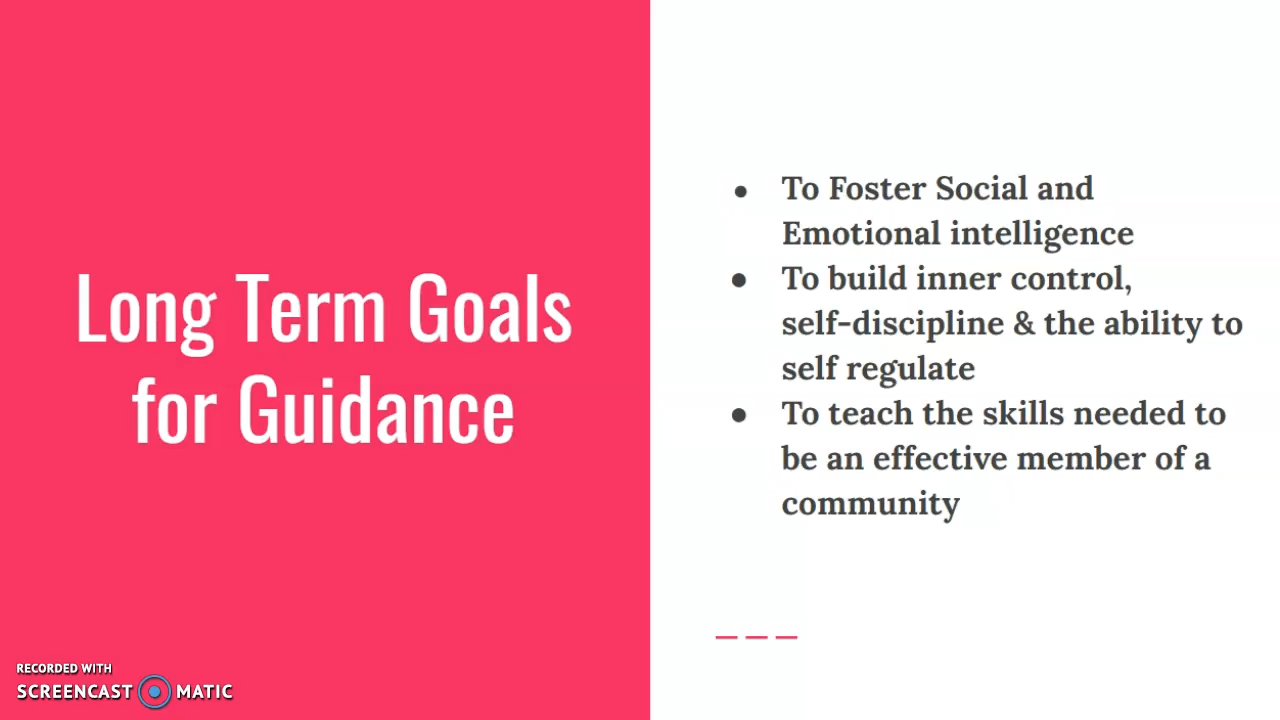 Long Term Goals
for Guidance
● To Foster Social and
Emotional intelligence
● To build inner control,
self-discipline & the ability to
self regulate
● To teach the skills needed to
be an effective member of a
community
RECORDED WITH
SCREENCAST MATIC